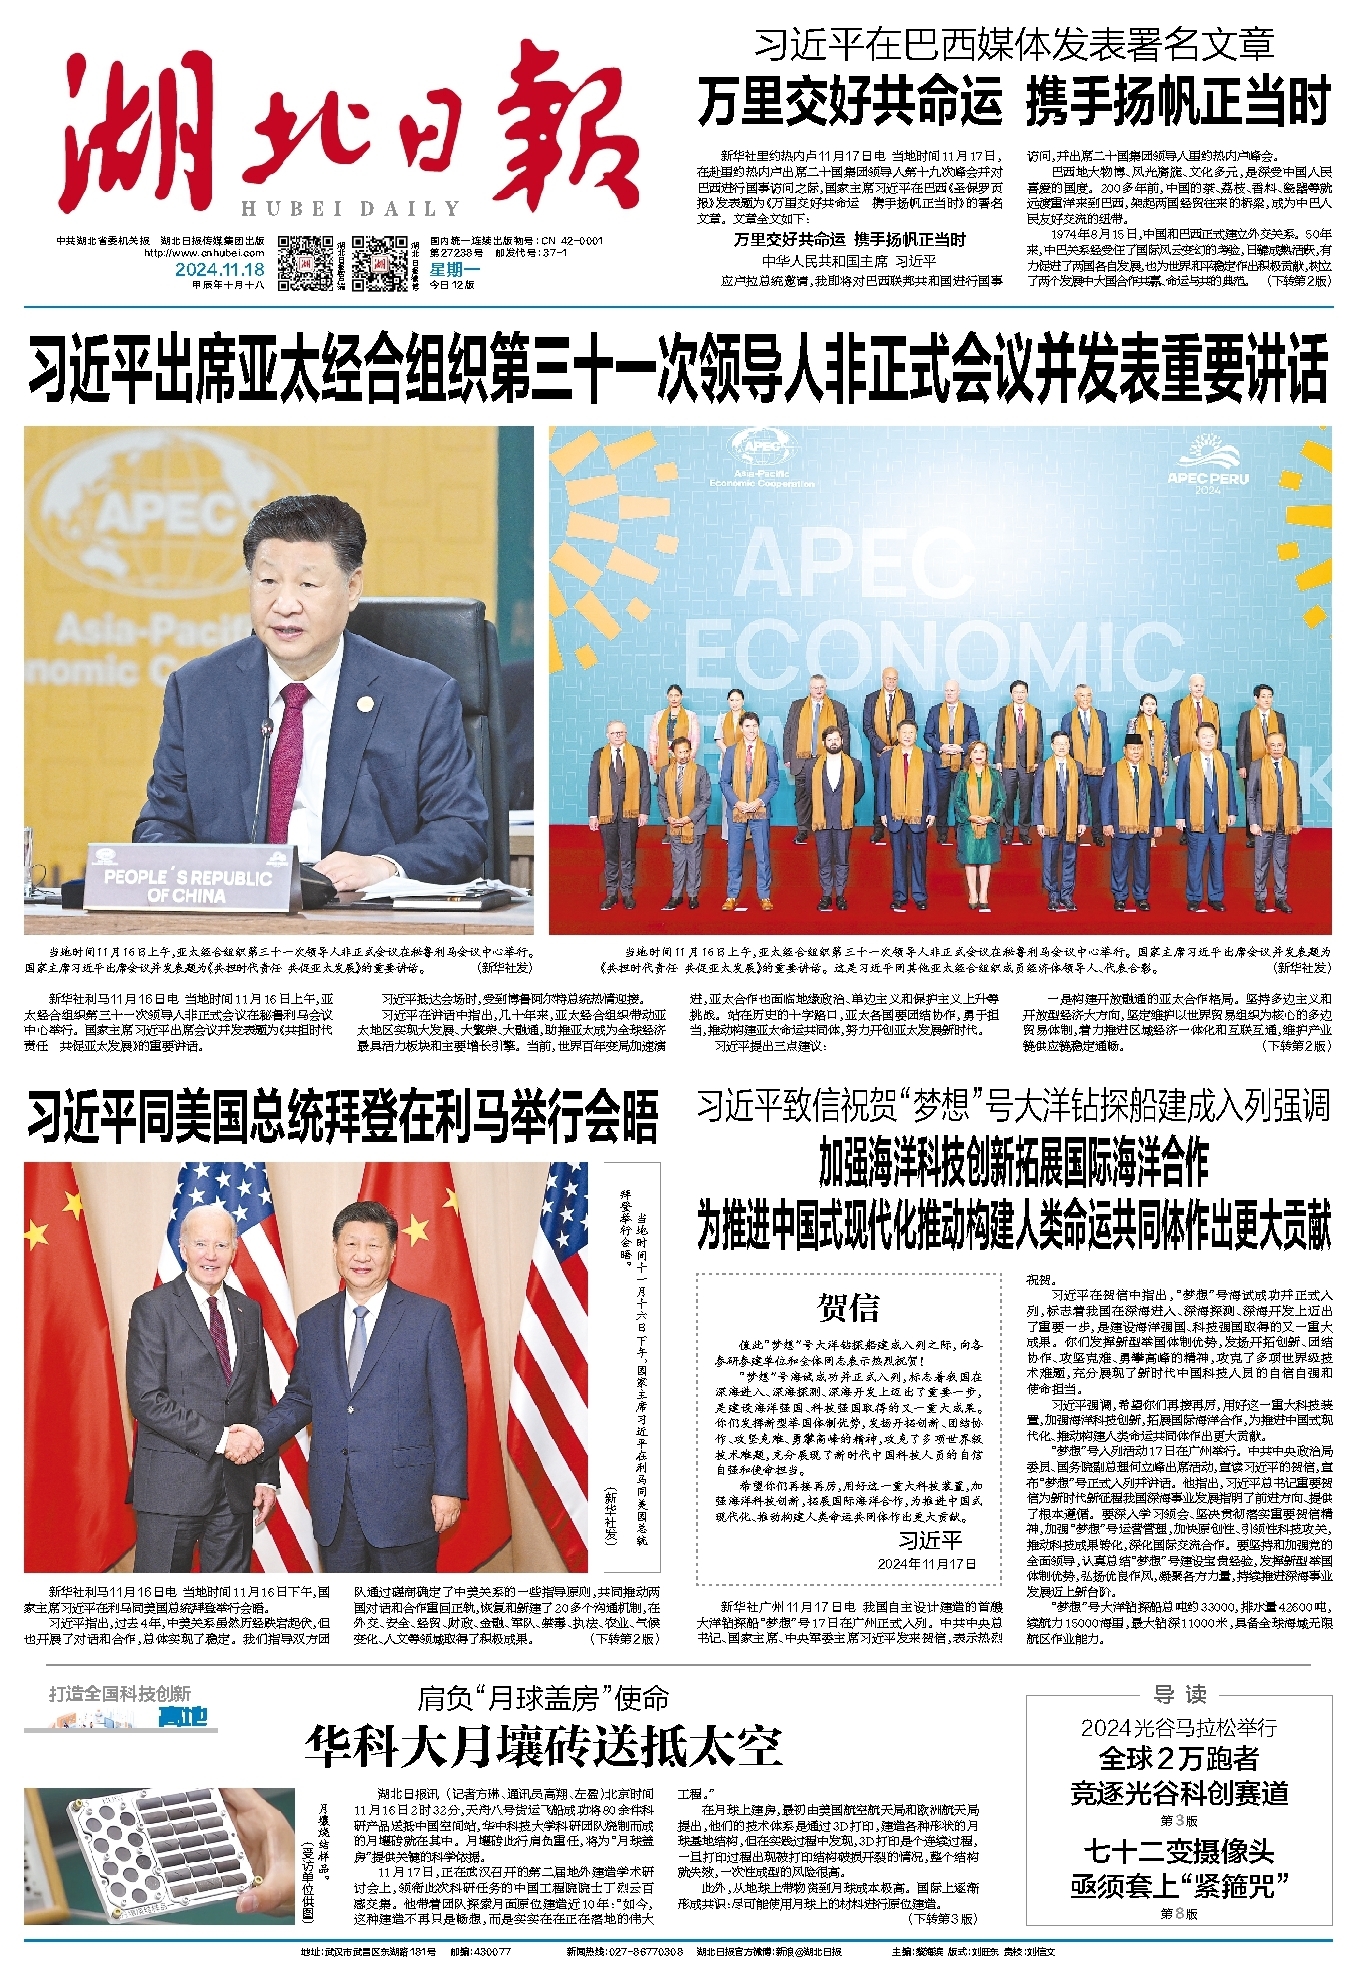 湖北日報
HUBEI DAILY
中共湖北省委机关报 湖北日报传媒集团出版
http://www.cnhubei.com
2024.11.18
甲辰年十月十八
国内统一连续出版物号:CN 42-0001
第27238号 邮发代号:37-1
星期一
今日12版
习近平在巴西媒体发表署名文章
万里交好共命运 携手扬帆正当时
新华社里约热内卢11月17日电 当地时间11月17日,
在赴里约热内卢出席二十国集团领导人第十九次峰会并对
巴西进行国事访问之际,国家主席习近平在巴西《圣保罗页
报》发表题为《万里交好共命运 携手扬帆正当时》的署名
文章。文章全文如下:
万里交好共命运 携手扬帆正当时
中华人民共和国主席 习近平
应卢拉总统邀请,我即将对巴西联邦共和国进行国事
访问,并出席二十国集团领导人里约热内卢峰会。
巴西地大物博、风光旖旎、文化多元,是深受中国人民
喜爱的国度。200多年前,中国的茶、荔枝、香料、瓷器等就
远渡重洋来到巴西,架起两国经贸往来的桥梁,成为中巴人
民友好交流的纽带。
1974年8月15日,中国和巴西正式建立外交关系。50年
来,中巴关系经受住了国际风云变幻的考验,日臻成熟活跃,有
力促进了两国各自发展,也为世界和平稳定作出积极贡献,树立
了两个发展中大国合作共赢、命运与共的典范。 (下转第2版)
习近平出席亚太经合组织第三十一次领导人非正式会议并发表重要讲话
APEC
Asia-Pacific
nomic Co
PEOPLE´S REPUBLIC
OF CHINA
APEC
Asia-Pacific
Economic Cooperation
APEC PERU
2024
APEC
ECONOMIC
当地时间11月16日上午,亚太经合组织第三十一次领导人非正式会议在秘鲁利马会议中心举行。
国家主席习近平出席会议并发表题为《共担时代责任 共促亚太发展》的重要讲话。 (新华社发)
当地时间11月16日上午,亚太经合组织第三十一次领导人非正式会议在秘鲁利马会议中心举行。国家主席习近平出席会议并发表题为
《共担时代责任 共促亚太发展》的重要讲话。这是习近平同其他亚太经合组织成员经济体领导人、代表合影。 (新华社发)
新华社利马11月16日电 当地时间11月16日上午,亚
太经合组织第三十一次领导人非正式会议在秘鲁利马会议
中心举行。国家主席习近平出席会议并发表题为《共担时代
责任 共促亚太发展》的重要讲话。
习近平抵达会场时,受到博鲁阿尔特总统热情迎接。
习近平在讲话中指出,几十年来,亚太经合组织带动亚
太地区实现大发展、大繁荣、大融通,助推亚太成为全球经济
最具活力板块和主要增长引擎。当前,世界百年变局加速演
进,亚太合作也面临地缘政治、单边主义和保护主义上升等
挑战。站在历史的十字路口,亚太各国要团结协作,勇于担
当,推动构建亚太命运共同体,努力开创亚太发展新时代。
习近平提出三点建议:
一是构建开放融通的亚太合作格局。坚持多边主义和
开放型经济大方向,坚定维护以世界贸易组织为核心的多边
贸易体制,着力推进区域经济一体化和互联互通,维护产业
链供应链稳定通畅。 (下转第2版)
习近平同美国总统拜登在利马举行会晤
当地时间十一月十六日下午,国家主席习近平在利马同美国总统
拜登举行会晤。
(新华社发)
新华社利马11月16日电 当地时间11月16日下午,国
家主席习近平在利马同美国总统拜登举行会晤。
习近平指出,过去4年,中美关系虽然历经跌宕起伏,但
也开展了对话和合作,总体实现了稳定。我们指导双方团
队通过磋商确定了中美关系的一些指导原则,共同推动两
国对话和合作重回正轨,恢复和新建了20多个沟通机制,在
外交、安全、经贸、财政、金融、军队、禁毒、执法、农业、气候
变化、人文等领域取得了积极成果。 (下转第2版)
习近平致信祝贺“梦想”号大洋钻探船建成入列强调
加强海洋科技创新拓展国际海洋合作
为推进中国式现代化推动构建人类命运共同体作出更大贡献
贺信
值此“梦想”号大洋钻探船建成入列之际,向各
参研参建单位和全体同志表示热烈祝贺!
“梦想”号海试成功并正式入列,标志着我国在
深海进入、深海探测、深海开发上迈出了重要一步,
是建设海洋强国、科技强国取得的又一重大成果。
你们发挥新型举国体制优势,发扬开拓创新、团结协
作、攻坚克难、勇攀高峰的精神,攻克了多项世界级
技术难题,充分展现了新时代中国科技人员的自信
自强和使命担当。
希望你们再接再厉,用好这一重大科技装置,加
强海洋科技创新,拓展国际海洋合作,为推进中国式
现代化、推动构建人类命运共同体作出更大贡献。
习近平
2024年11月17日
新华社广州11月17日电 我国自主设计建造的首艘
大洋钻探船“梦想”号17日在广州正式入列。中共中央总
书记、国家主席、中央军委主席习近平发来贺信,表示热烈
祝贺。
习近平在贺信中指出,“梦想”号海试成功并正式入
列,标志着我国在深海进入、深海探测、深海开发上迈出
了重要一步,是建设海洋强国、科技强国取得的又一重大
成果。你们发挥新型举国体制优势,发扬开拓创新、团结
协作、攻坚克难、勇攀高峰的精神,攻克了多项世界级技
术难题,充分展现了新时代中国科技人员的自信自强和
使命担当。
习近平强调,希望你们再接再厉,用好这一重大科技装
置,加强海洋科技创新,拓展国际海洋合作,为推进中国式现
代化、推动构建人类命运共同体作出更大贡献。
“梦想”号入列活动17日在广州举行。中共中央政治局
委员、国务院副总理何立峰出席活动,宣读习近平的贺信,宣
布“梦想”号正式入列并讲话。他指出,习近平总书记重要贺
信为新时代新征程我国深海事业发展指明了前进方向、提供
了根本遵循。要深入学习领会、坚决贯彻落实重要贺信精
神,加强“梦想”号运营管理,加快原创性、引领性科技攻关,
推动科技成果转化,深化国际交流合作。要坚持和加强党的
全面领导,认真总结“梦想”号建设宝贵经验,发挥新型举国
体制优势,弘扬优良作风,凝聚各方力量,持续推进深海事业
发展迈上新台阶。
“梦想”号大洋钻探船总吨约33000,排水量42600吨,
续航力15000海里,最大钻深11000米,具备全球海域无限
航区作业能力。
打造全国科技创新
高地
肩负“月球盖房”使命
华科大月壤砖送抵太空
月壤烧结样品。
(受访单位供图)
湖北日报讯 (记者方琳、通讯员高翔、左盈)北京时间
11月16日2时32分,天舟八号货运飞船成功将80余件科
研产品送抵中国空间站,华中科技大学科研团队烧制而成
的月壤砖就在其中。月壤砖此行肩负重任,将为“月球盖
房”提供关键的科学依据。
11月17日,正在武汉召开的第二届地外建造学术研
讨会上,领衔此次科研任务的中国工程院院士丁烈云百
感交集。他带着团队探索月面原位建造近10年:“如今,
这种建造不再只是畅想,而是实实在在正在落地的伟大
工程。”
在月球上建房,最初由美国航空航天局和欧洲航天局
提出,他们的技术体系是通过3D打印,建造各种形状的月
球基地结构,但在实践过程中发现,3D打印是个连续过程,
一旦打印过程出现被打印结构破损开裂的情况,整个结构
就失效,一次性成型的风险很高。
此外,从地球上带物资到月球成本极高。国际上逐渐
形成共识:尽可能使用月球上的材料进行原位建造。
(下转第3版)
导读
2024光谷马拉松举行
全球2万跑者
竞逐光谷科创赛道
第3版
七十二变摄像头
亟须套上“紧箍咒”
第8版
地址:武汉市武昌区东湖路181号 邮编:430077 新闻热线:027-86770308 湖北日报官方微博:新浪@湖北日报 主编:黎海滨 版式:刘旺东 责校:刘信文